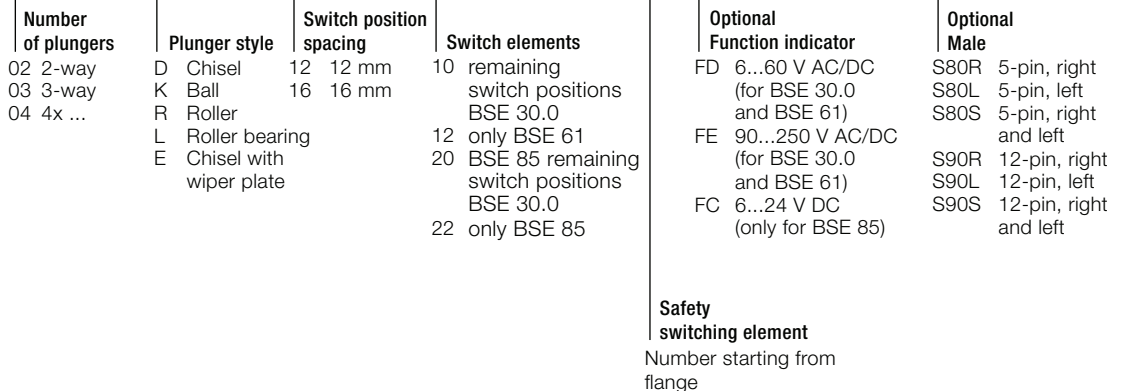 Number
of plungers
02 2-way
03 3-way
04 4x ...
Plunger style
D Chisel
K Ball
R Roller
L Roller bearing
E Chisel with
wiper plate
Switch position
spacing
12 12 mm
16 16 mm
Switch elements
10 remaining
switch positions
BSE 30.0
12 only BSE 61
20 BSE 85 remaining
switch positions
BSE 30.0
22 only BSE 85
Safety
switching element
Number starting from
flange
Optional
Function indicator
FD 6...60 V AC/DC
(for BSE 30.0
and BSE 61)
FE 90...250 V AC/DC
(for BSE 30.0
and BSE 61)
FC 6...24 V DC
(only for BSE 85)
Optional
Male
S80R 5-pin, right
S80L 5-pin, left
S80S 5-pin, right
and left
S90R 12-pin, right
S90L 12-pin, left
S90S 12-pin, right
and left